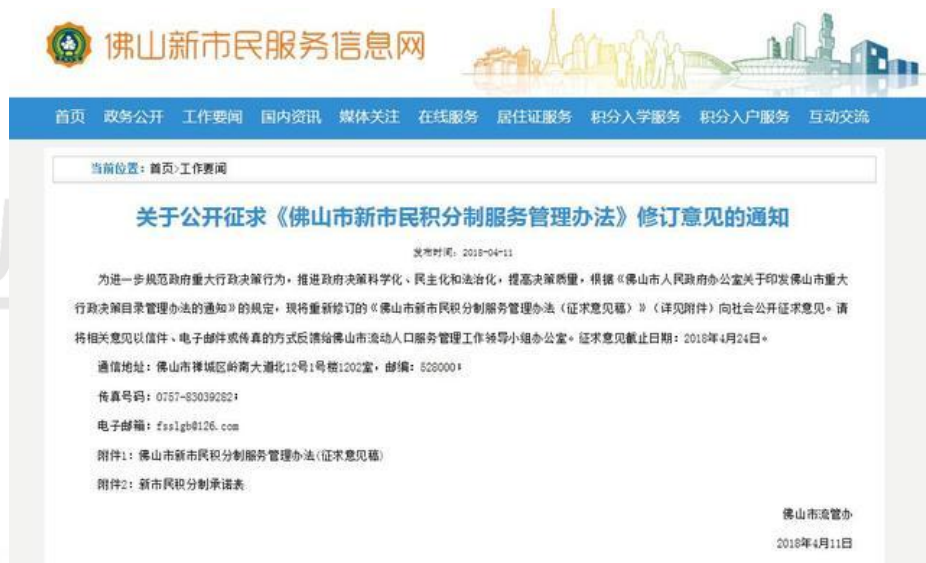 佛山新市民服务信息网
首页 政务公开 工作要闻 国内资讯 媒体关注 在线服务 居住证服务 积分入学服务 积分入户服务 互动交流
当前位置：首页>工作要闻
关于公开征求《佛山市新市民积分制服务管理办法》修订意见的通知
发布时间：2018-04-11
为进一步规范政府重大行政决策行为，推进政府决策科学化、民主化和法治化，提高决策质量，根据《佛山市人民政府办公室关于印发佛山市重大
行政决策目录管理办法的通知》的规定，现将重新修订的《佛山市新市民积分制服务管理办法（征求意见稿）》（详见附件）向社会公开征求意见。请
将相关意见以信件、电子邮件或传真的方式反馈给佛山市流动人口服务管理工作领导小组办公室。征求意见截止日期：2018年4月24日。
通信地址：佛山市禅城区岭南大道北12号1号楼1202室，邮编：528000；
传真号码：0757-83039282；
电子邮箱：fsslgb@126.com
附件1：佛山市新市民积分制服务管理办法(征求意见稿)
附件2：新市民积分制承诺表
佛山市流管办
2018年4月11日